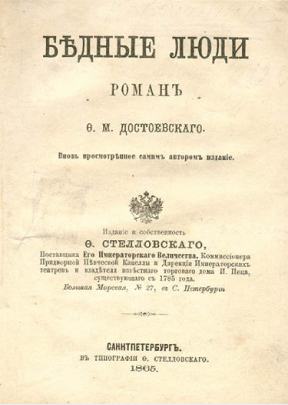 БѢДНЫЕ ЛЮДИ
РОМАНЪ
Ѳ. М. ДОСТОЕВСКАГО.
Вновь просмотрѣнное самимъ авторомъ изданіе.
Изданіе и собственность
Ѳ. СТЕЛЛОВСКАГО,
Поставщика Его Императорскаго Величества, Коммиссіонера
Придворной Пѣвческой Капеллы и Дирекціи Императорскихъ
театровъ и владѣтеля извѣстнаго торговаго дома И. Пеца,
существующаго съ 1785 года.
Большая Морская, № 27, въ С. Петербургѣ
САНКТПЕТЕРБУРГЪ.
ВЪ ТИПОГРАФІИ Ѳ. СТЕЛЛОВСКАГО.
1865.